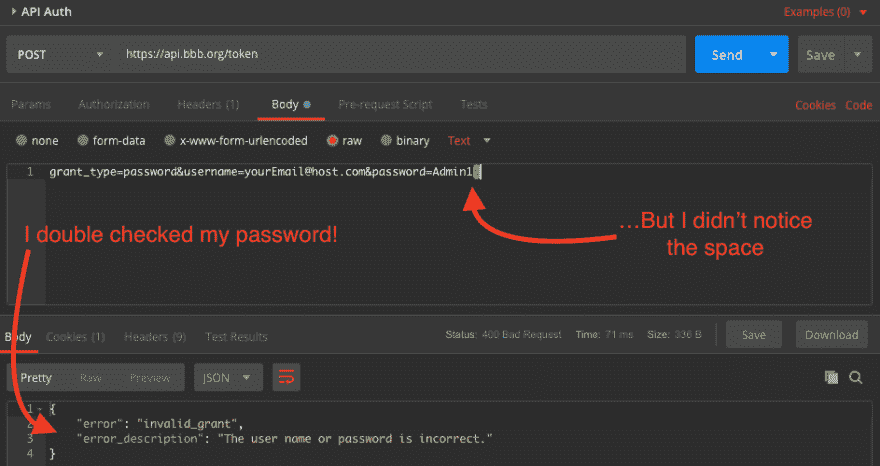 API Auth
Examples (0)
POST
https://api.bbb.org/token
Send
Save
Params Authorization Headers (1) Body Pre-request Script Tests
Cookies Code
none form-data x-www-form-urlencoded raw binary Text
1 grant_type=password&username=yourEmail@host.com&password=Admin1
I double checked my password!
…But I didn't notice
the space
Body Cookies (1) Headers (9) Test Results
Status: 400 Bad Request Time: 71 ms Size: 336 B
Save
Download
Pretty Raw Preview JSON
1 {
2 "error": "invalid_grant",
3 "error_description": "The user name or password is incorrect."
4 }